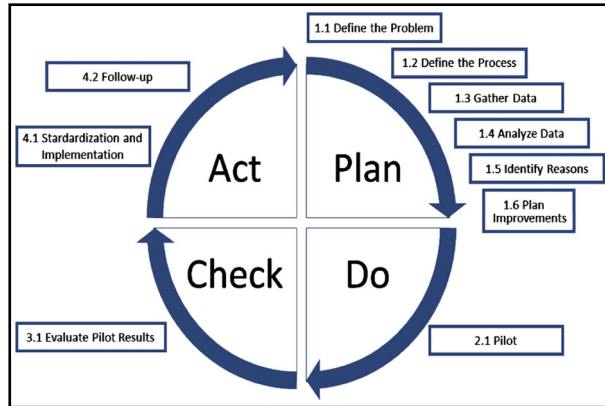 1.1 Define the Problem
1.2 Define the Process
1.3 Gather Data
1.4 Analyze Data
1.5 Identify Reasons
1.6 Plan
Improvements
Plan
Do
2.1 Pilot
Check
3.1 Evaluate Pilot Results
Act
4.1 Stardardization and
Implementation
4.2 Follow-up